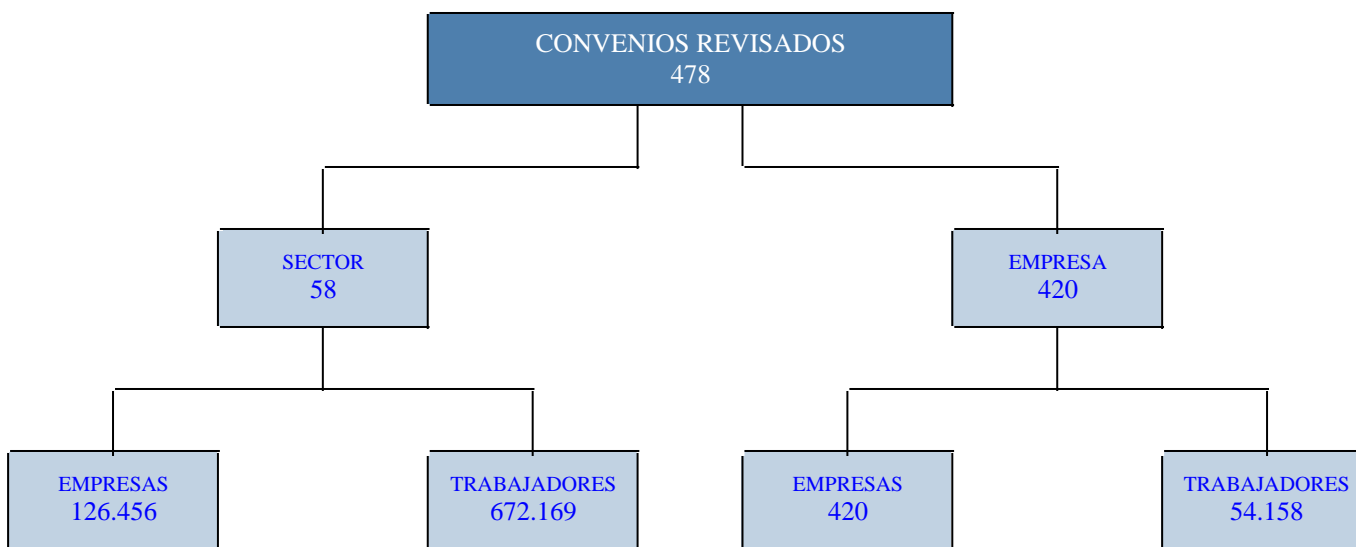 CONVENIOS REVISADOS
478
SECTOR
58
EMPRESA
420
EMPRESAS
126.456
TRABAJADORES
672.169
EMPRESAS
420
TRABAJADORES
54.158